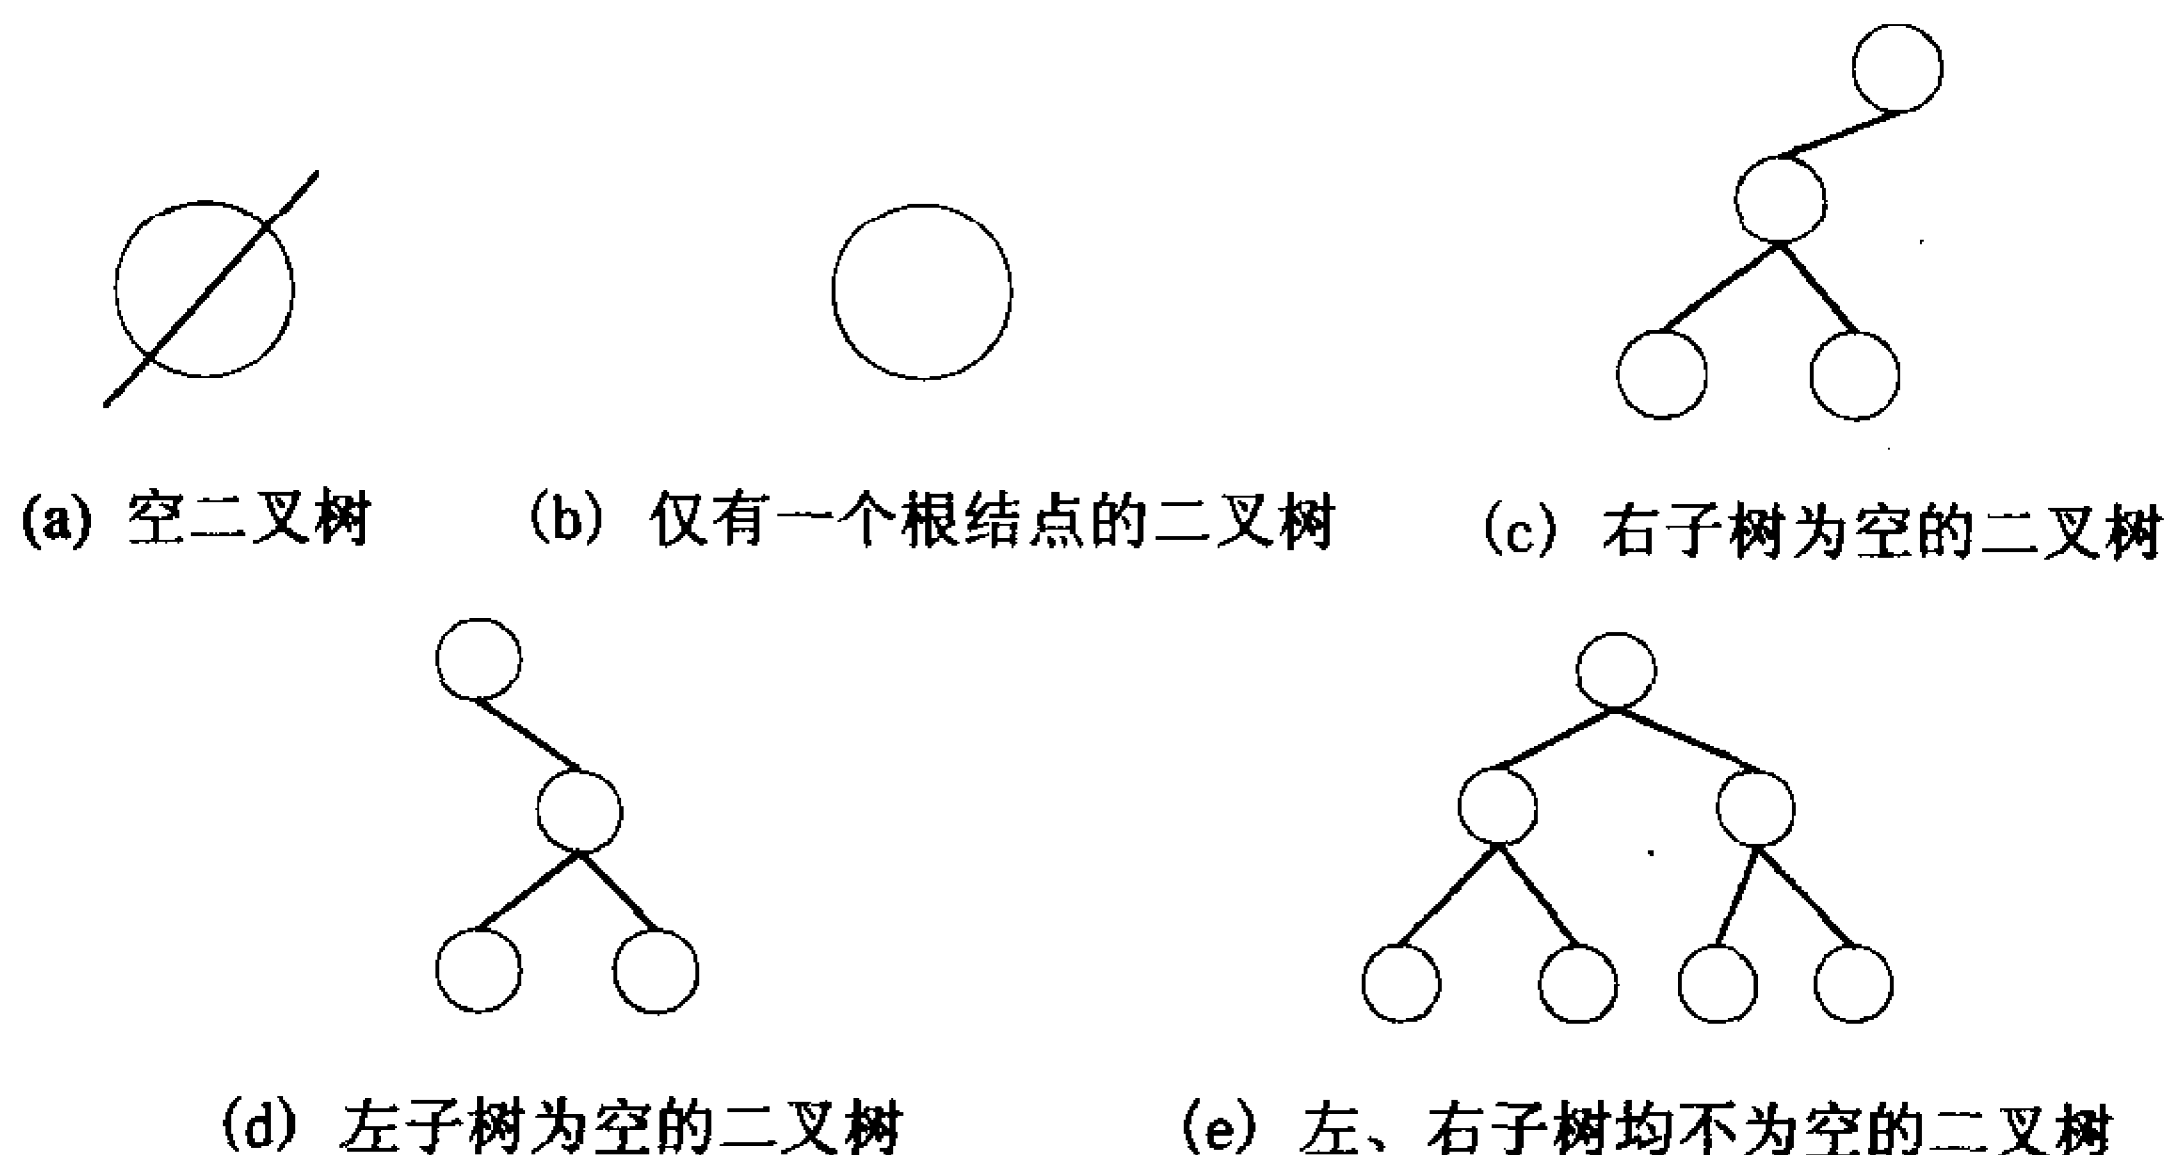 (a) 空二叉树
(b) 仅有一个根结点的二叉树
(c) 右子树为空的二叉树
(d) 左子树为空的二叉树
(e) 左、右子树均不为空的二叉树